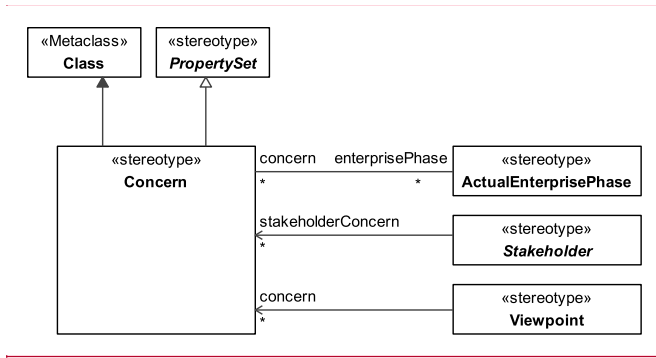 «Metaclass»
Class
«stereotype»
PropertySet
«stereotype»
Concern
concern enterprisePhase
* *
«stereotype»
ActualEnterprisePhase
stakeholderConcern
*
«stereotype»
Stakeholder
concern
*
«stereotype»
Viewpoint